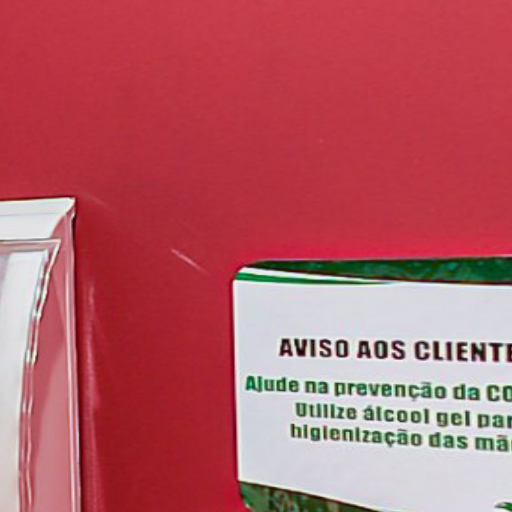 AVISO AOS CLIENTE
Ajude na prevenção da CO
Utilize álcool gel par
higienização das mã